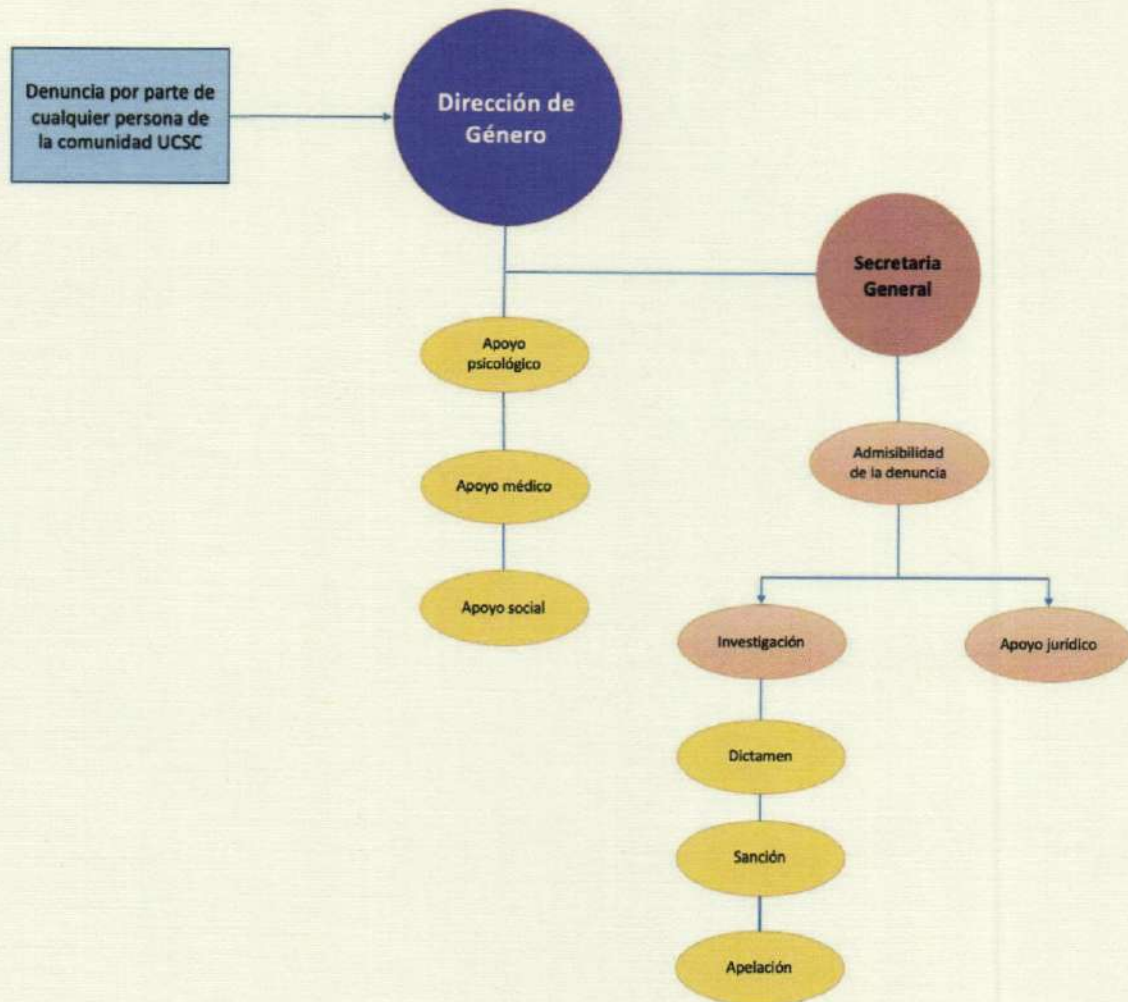 Denuncia por parte de
cualquier persona de
la comunidad UCSC
Dirección de
Género
Secretaria
General
Apoyo
psicológico
Admisibilidad
de la denuncia
Apoyo médico
Apoyo social
Investigación
Apoyo jurídico
Dictamen
Sanción
Apelación